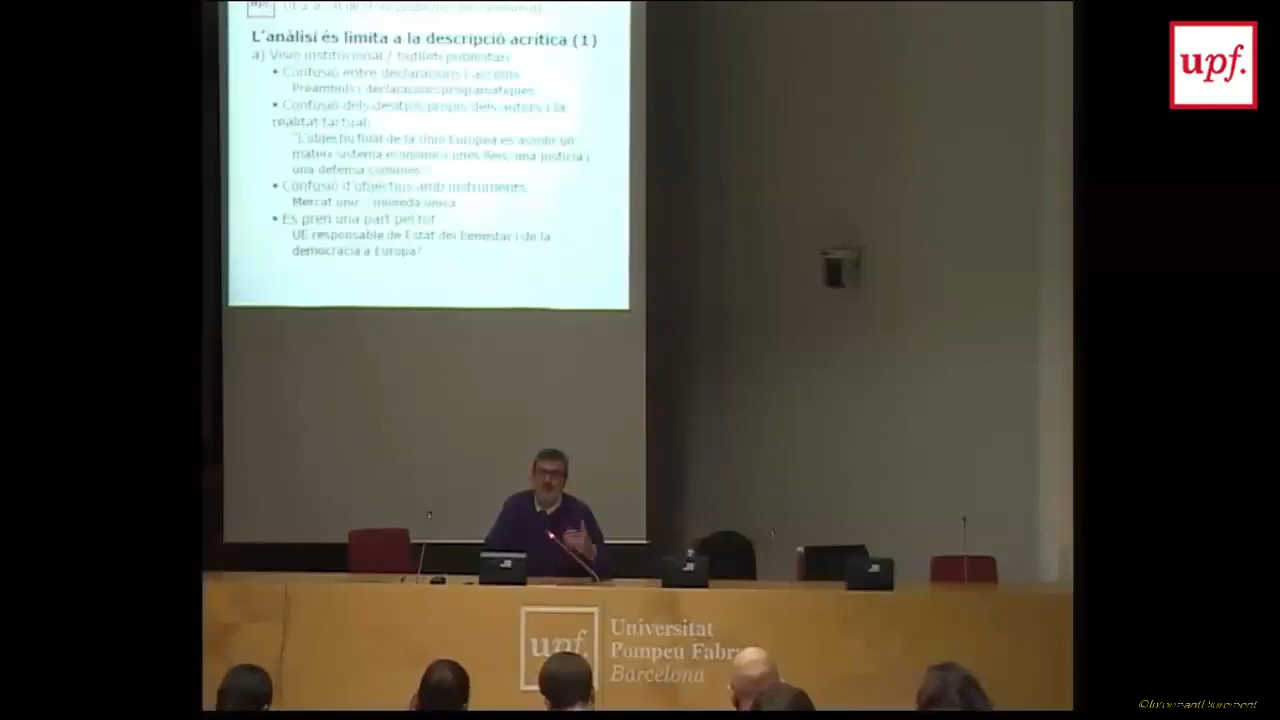 upf.
L'anàlisi és limita a la descripció acrítica (1)
a) Visió institucional / fulllets publicitaris
• Confusió entre declaracions i accions
Preàmbuls i declaracions programàtiques
• Confusió dels desitjos propis dels autors i la
realitat factual:
"L'objectiu final de la Unió Europea és assolir un
mateix sistema econòmic, unes lleis, una justícia i
una defensa comunes."
• Confusió d'objectius amb instruments
Mercat únic moneda única
• Es pren una part pel tot
UE responsable de Estat del Benestar i de la
democràcia a Europa?
upf.
Universitat
Pompeu Fabra
Barcelona